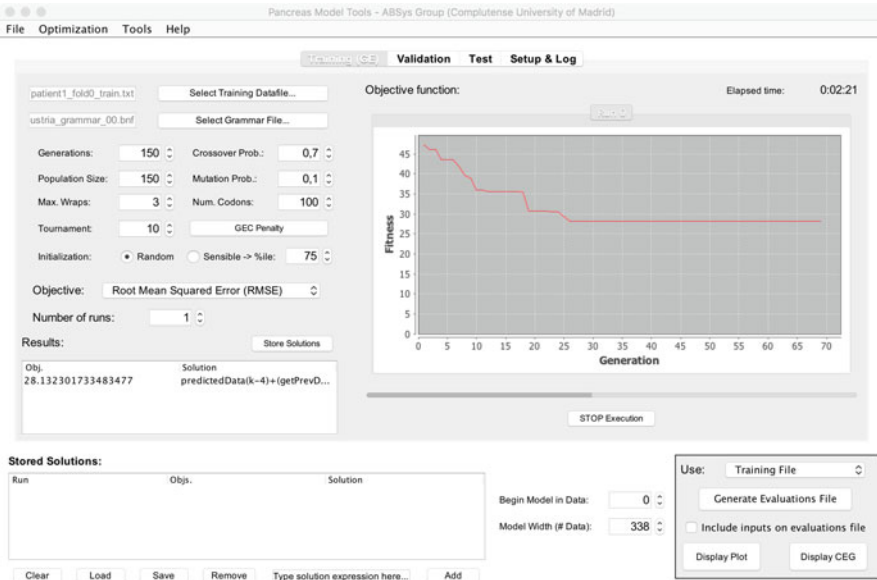 Pancreas Model Tools - ABSys Group (Complutense University of Madrid)
File Optimization Tools Help
Training (GE) Validation Test Setup & Log
patient1_fold0_train.txt Select Training Datafile...
ustria_grammar_00.bnf Select Grammar File...
Generations: 150 Crossover Prob.: 0,7
Population Size: 150 Mutation Prob.: 0,1
Max. Wraps: 3 Num. Codons: 100
Tournament: 10 GEC Penalty
Initialization: Random Sensible -> %ile: 75
Objective: Root Mean Squared Error (RMSE)
Number of runs: 1
Results: Store Solutions
Obj. Solution
28.132301733483477 predictedData(k-4)+(getPrevD...
Objective function: Elapsed time: 0:02:21
Run 0
Fitness
45
40
35
30
25
20
15
10
5
0
0 5 10 15 20 25 30 35 40 45 50 55 60 65 70
Generation
STOP Execution
Stored Solutions:
Run Objs. Solution
Clear Load Save Remove Type solution expression here... Add
Begin Model in Data: 0
Model Width (# Data): 338
Use: Training File
Generate Evaluations File
Include inputs on evaluations file
Display Plot Display CEG